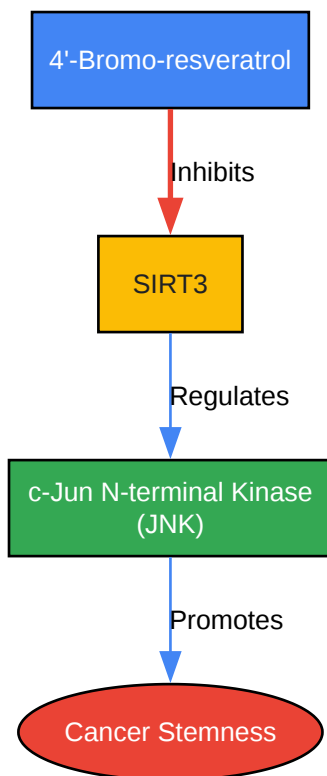 4'-Bromo-resveratrol
Inhibits
SIRT3
Regulates
c-Jun N-terminal Kinase
(JNK)
Promotes
Cancer Stemness